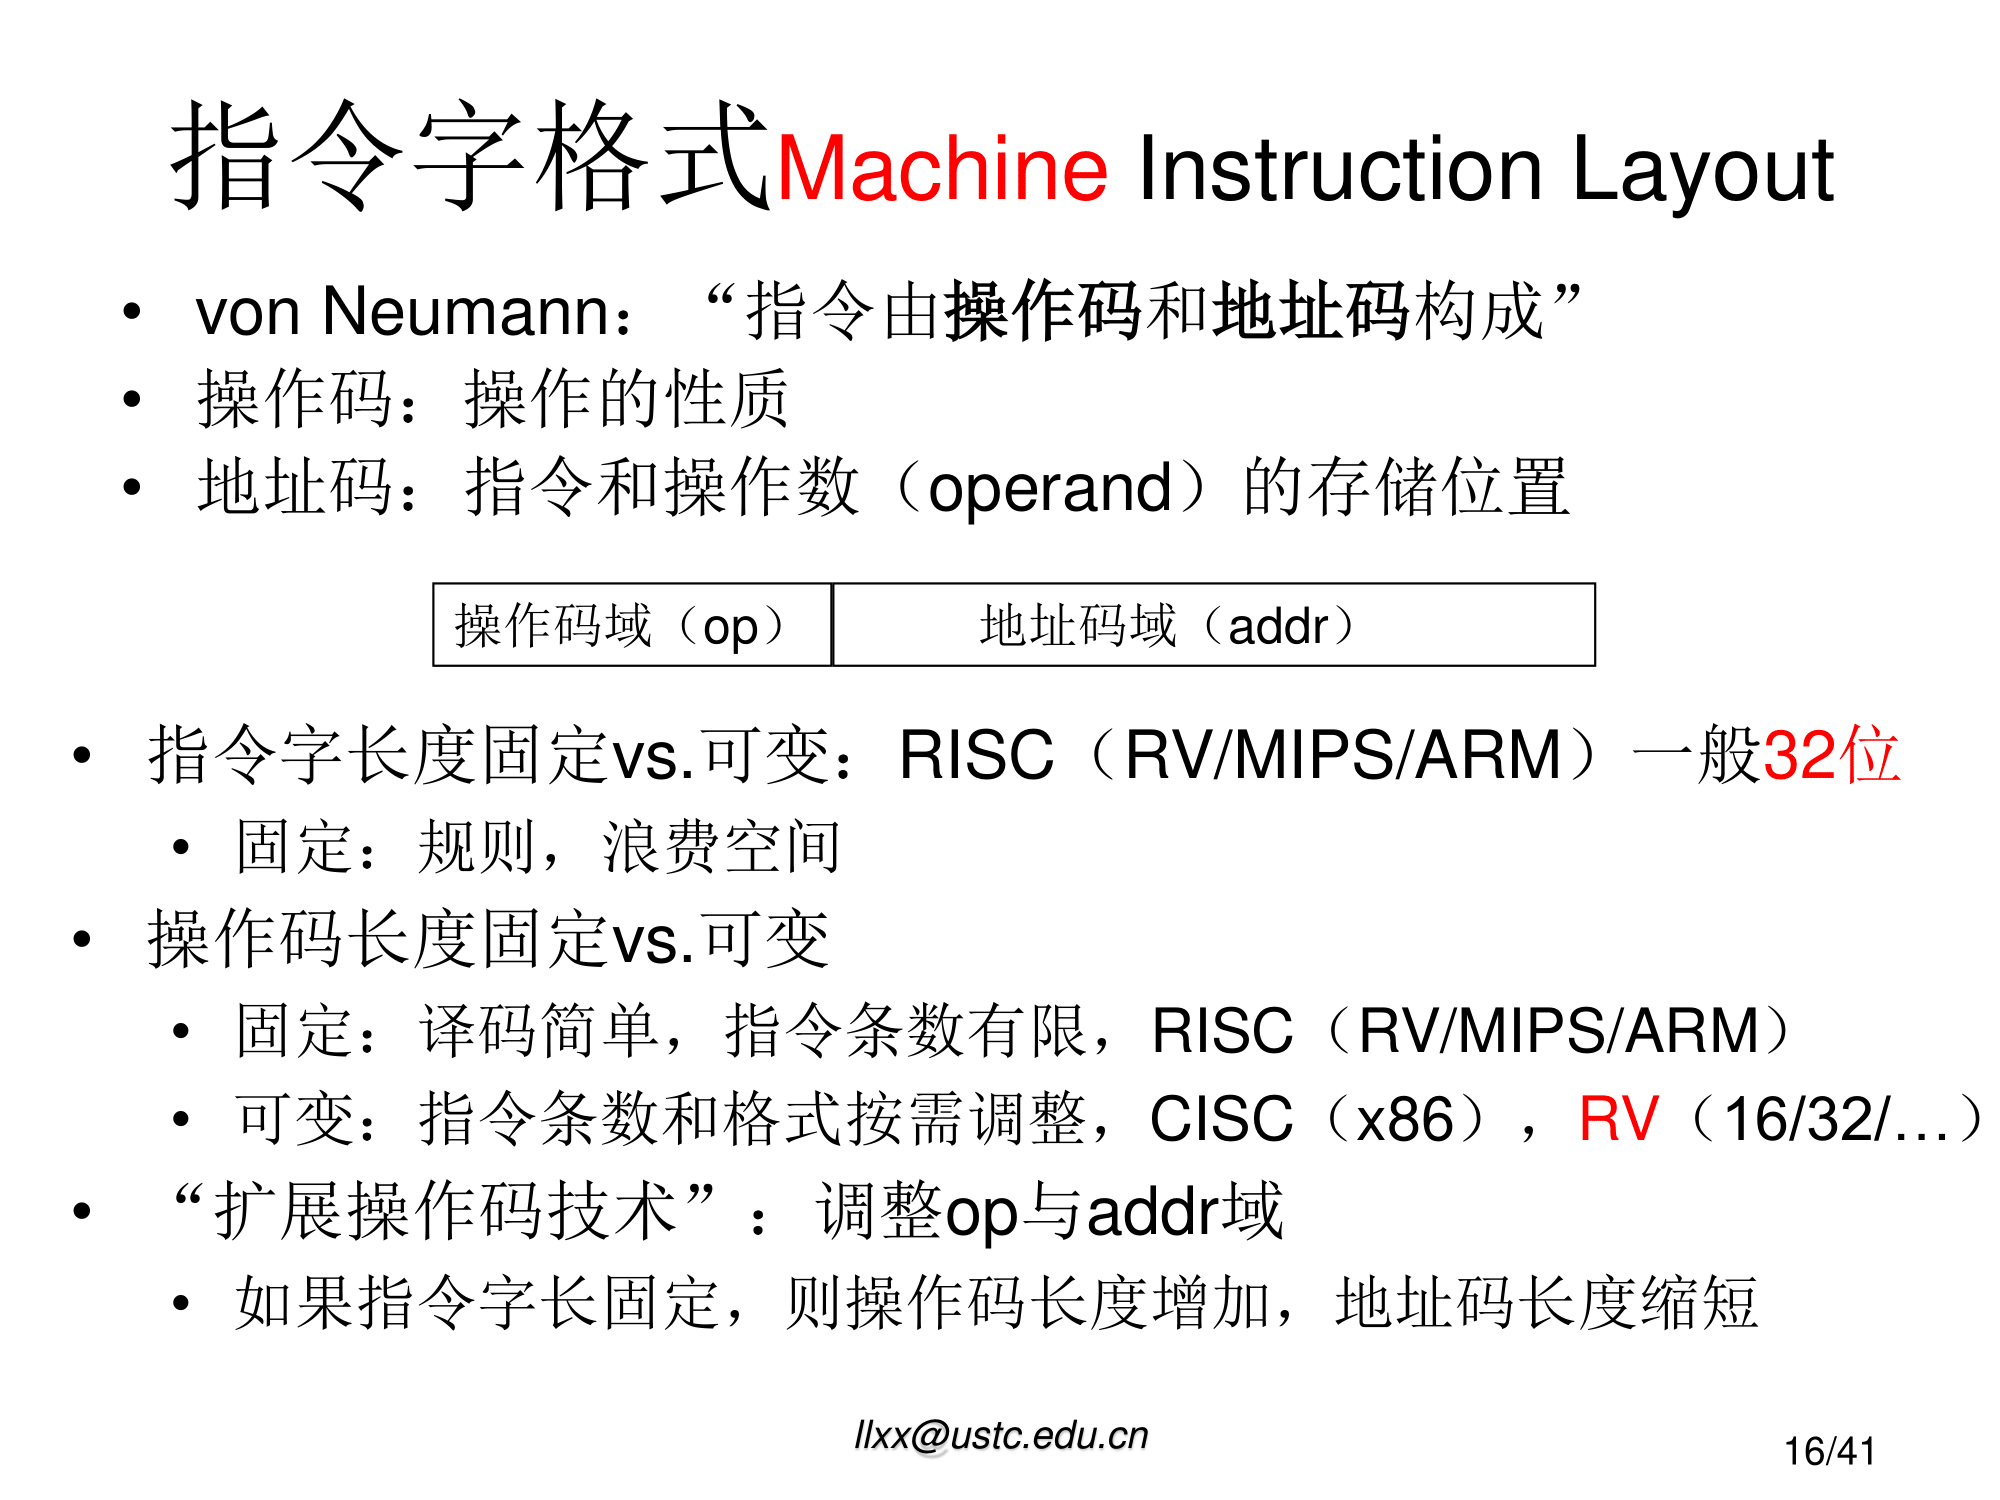 指令字格式Machine Instruction Layout
• von Neumann：“指令由操作码和地址码构成”
• 操作码：操作的性质
• 地址码：指令和操作数（operand）的存储位置
操作码域（op） 地址码域（addr）
• 指令字长度固定vs.可变：RISC（RV/MIPS/ARM）一般32位
• 固定：规则，浪费空间
• 操作码长度固定vs.可变
• 固定：译码简单，指令条数有限，RISC（RV/MIPS/ARM）
• 可变：指令条数和格式按需调整，CISC（x86），RV（16/32/…）
• “扩展操作码技术”：调整op与addr域
• 如果指令字长固定，则操作码长度增加，地址码长度缩短
llxx@ustc.edu.cn
16/41